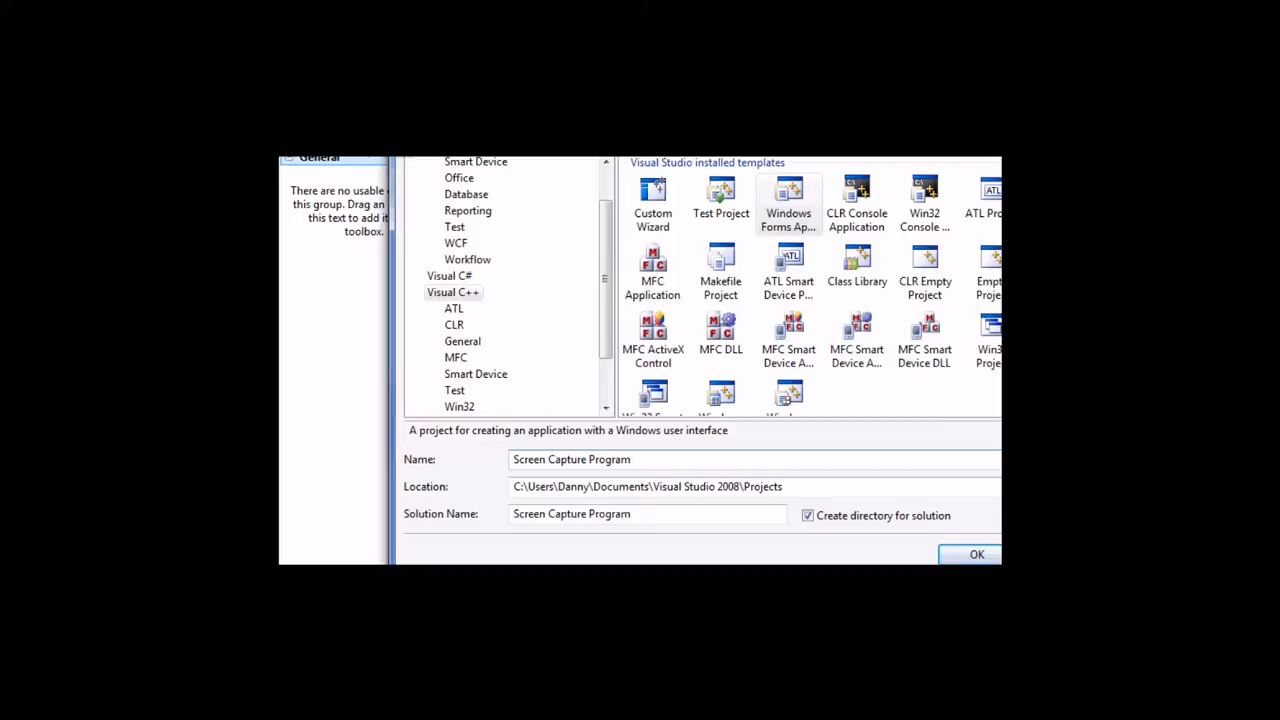 General
There are no usable
this group. Drag an
this text to add it
toolbox.
Smart Device
Office
Database
Reporting
Test
WCF
Workflow
Visual C#
Visual C++
ATL
CLR
General
MFC
Smart Device
Test
Win32
Visual Studio installed templates
Custom
Wizard
Test Project
Windows
Forms Ap...
CLR Console
Application
Win32
Console ...
ATL Pro
MFC
Application
Makefile
Project
ATL Smart
Device P...
Class Library
CLR Empty
Project
Empt
Proje
MFC ActiveX
Control
MFC DLL
MFC Smart
Device A...
MFC Smart
Device A...
MFC Smart
Device DLL
Win3
Proje
A project for creating an application with a Windows user interface
Name:
Screen Capture Program
Location:
C:\Users\Danny\Documents\Visual Studio 2008\Projects
Solution Name:
Screen Capture Program
Create directory for solution
OK